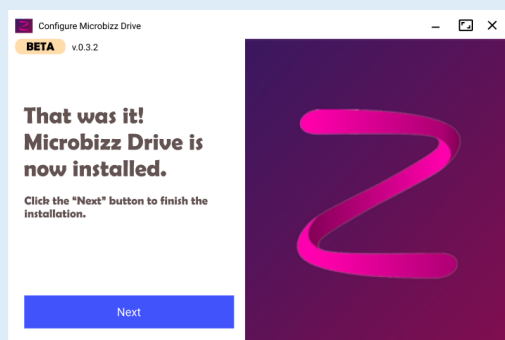 Configure Microbizz Drive
BETA v.0.3.2
That was it!
Microbizz Drive is
now installed.
Click the "Next" button to finish the
installation.
Next